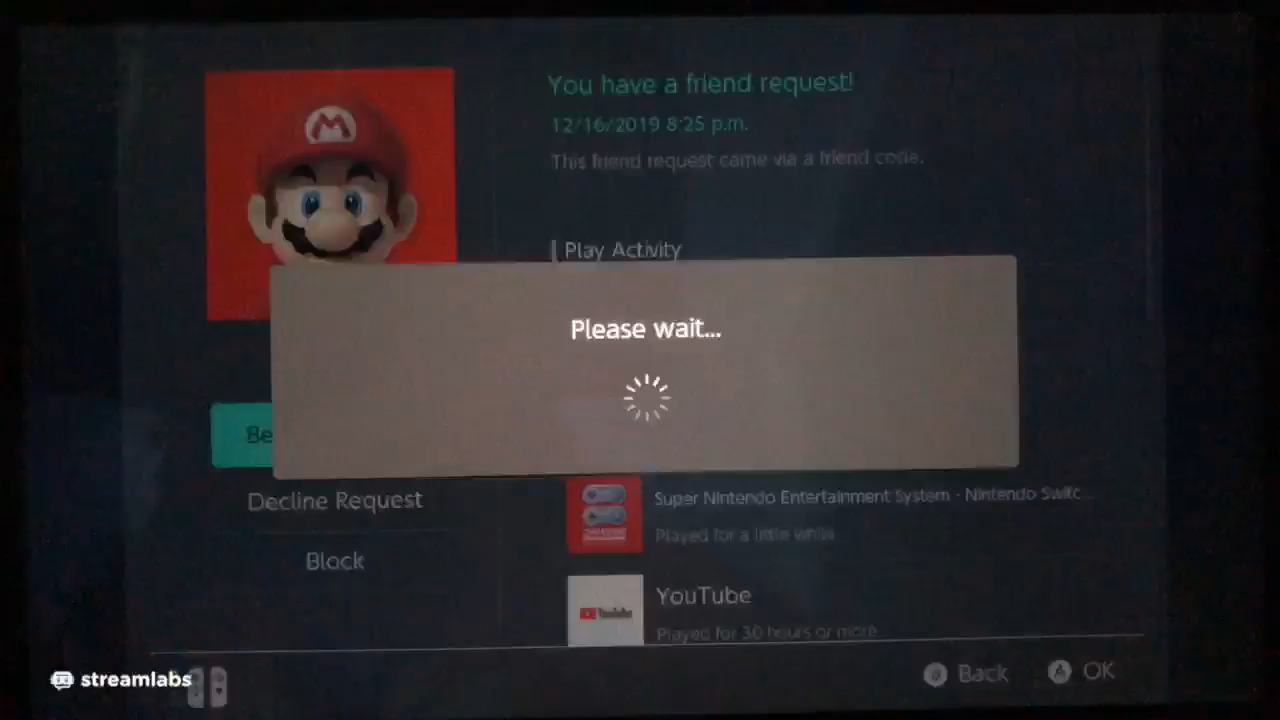 You have a friend request!
12/16/2019 8:25 p.m.
This friend request came via a friend code.
Play Activity
Please wait...
Be
Decline Request
Super Nintendo Entertainment System - Nintendo Switc...
Played for a little while
Block
YouTube
YouTube
Played for 30 hours or more
streamlabs
Back
A OK